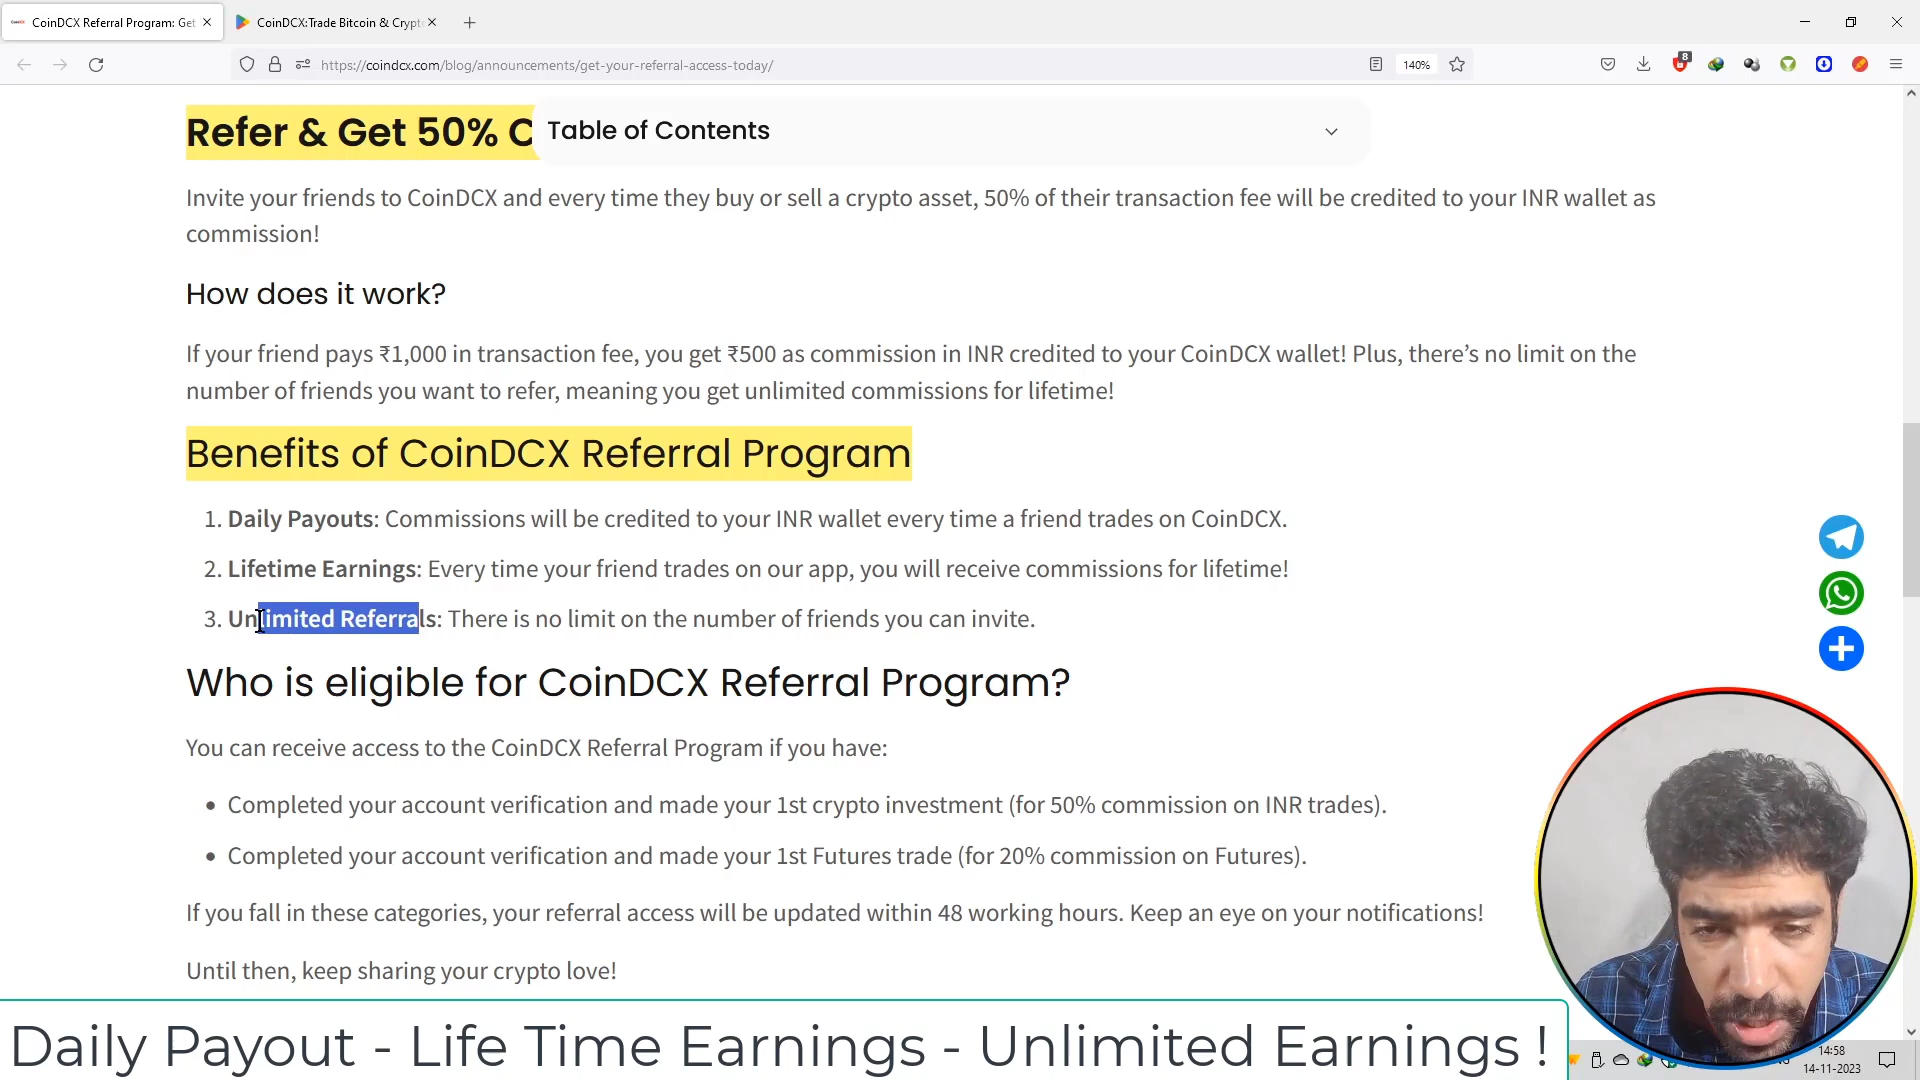 CoinDCX Referral Program: Get
CoinDCX:Trade Bitcoin & Crypt
https://coindcx.com/blog/announcements/get-your-referral-access-today/
140%
8
Refer & Get 50% C
Table of Contents
Invite your friends to CoinDCX and every time they buy or sell a crypto asset, 50% of their transaction fee will be credited to your INR wallet as
commission!
How does it work?
If your friend pays ₹1,000 in transaction fee, you get ₹500 as commission in INR credited to your CoinDCX wallet! Plus, there’s no limit on the
number of friends you want to refer, meaning you get unlimited commissions for lifetime!
Benefits of CoinDCX Referral Program
1. Daily Payouts: Commissions will be credited to your INR wallet every time a friend trades on CoinDCX.
2. Lifetime Earnings: Every time your friend trades on our app, you will receive commissions for lifetime!
3. Unlimited Referrals: There is no limit on the number of friends you can invite.
Who is eligible for CoinDCX Referral Program?
You can receive access to the CoinDCX Referral Program if you have:
• Completed your account verification and made your 1st crypto investment (for 50% commission on INR trades).
• Completed your account verification and made your 1st Futures trade (for 20% commission on Futures).
If you fall in these categories, your referral access will be updated within 48 working hours. Keep an eye on your notifications!
Until then, keep sharing your crypto love!
Daily Payout - Life Time Earnings - Unlimited Earnings !
14:58
14-11-2023